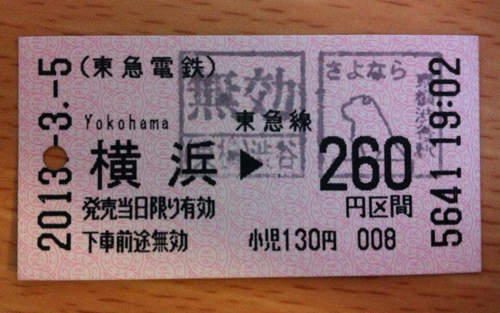 2013.-3.-5
(東急電鉄)
Yokohama 東急線
横浜▶260
発売当日限り有効 円区間
下車前途無効 小児130円 008
5641 19:02
無効
渋谷
さよなら